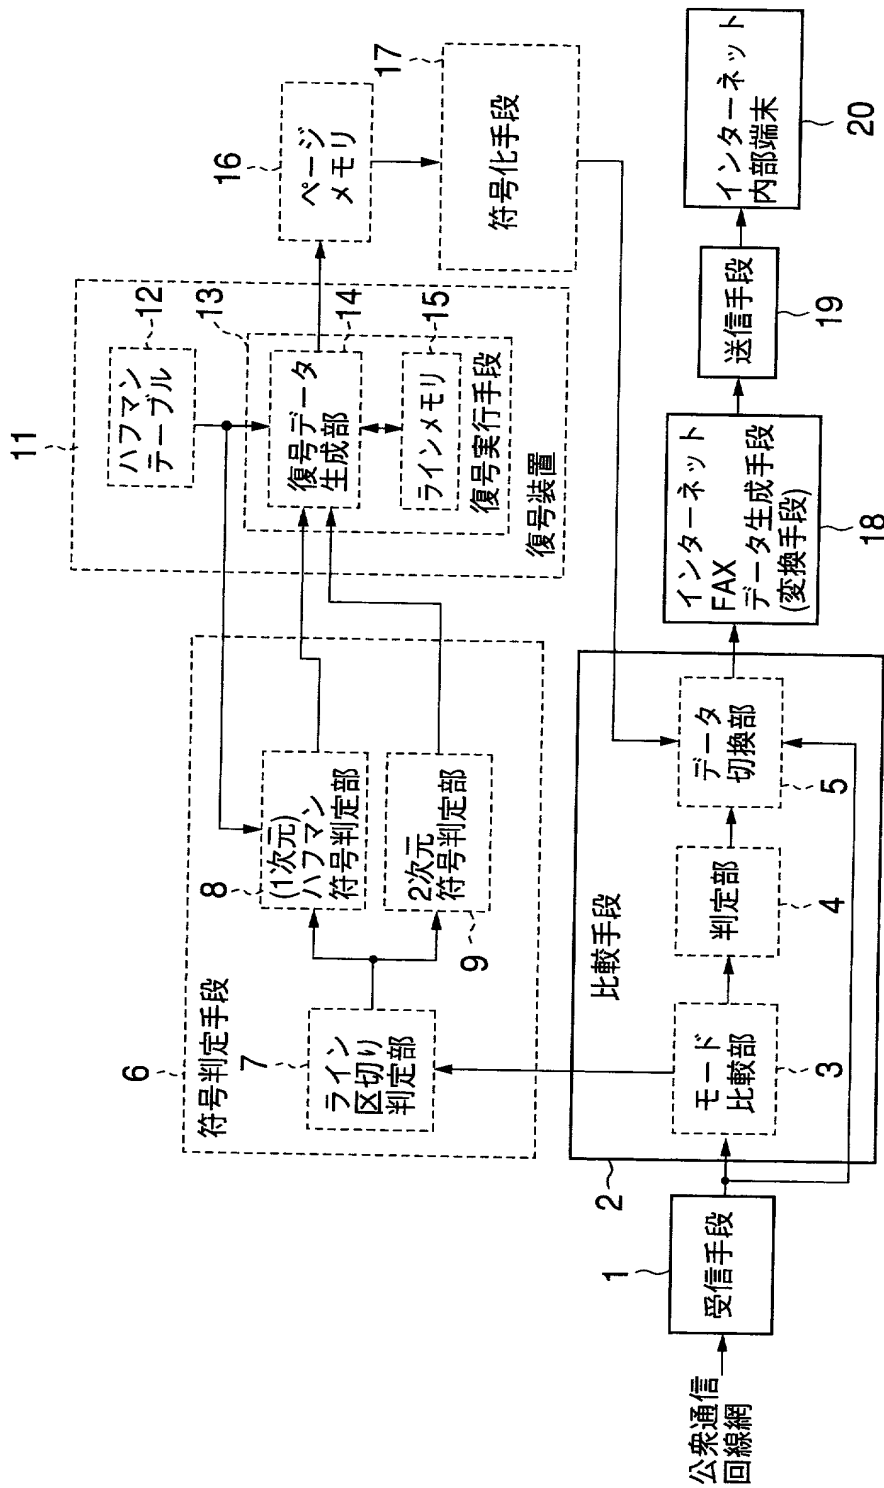 11
12
ハフマン
テーブル
13
14
復号データ
生成部
15
ラインメモリ
復号実行手段
復号装置
16
ページ
メモリ
17
符号化手段
6
符号判定手段
7
ライン
区切り
判定部
8
(1次元)
ハフマン
符号判定部
9
2次元
符号判定部
公衆通信
回線網
1
受信手段
2
比較手段
モード
比較部
3
判定部
4
データ
切換部
5
インターネット
FAX
データ生成手段
(変換手段)
18
送信手段
19
インターネット
内部端末
20